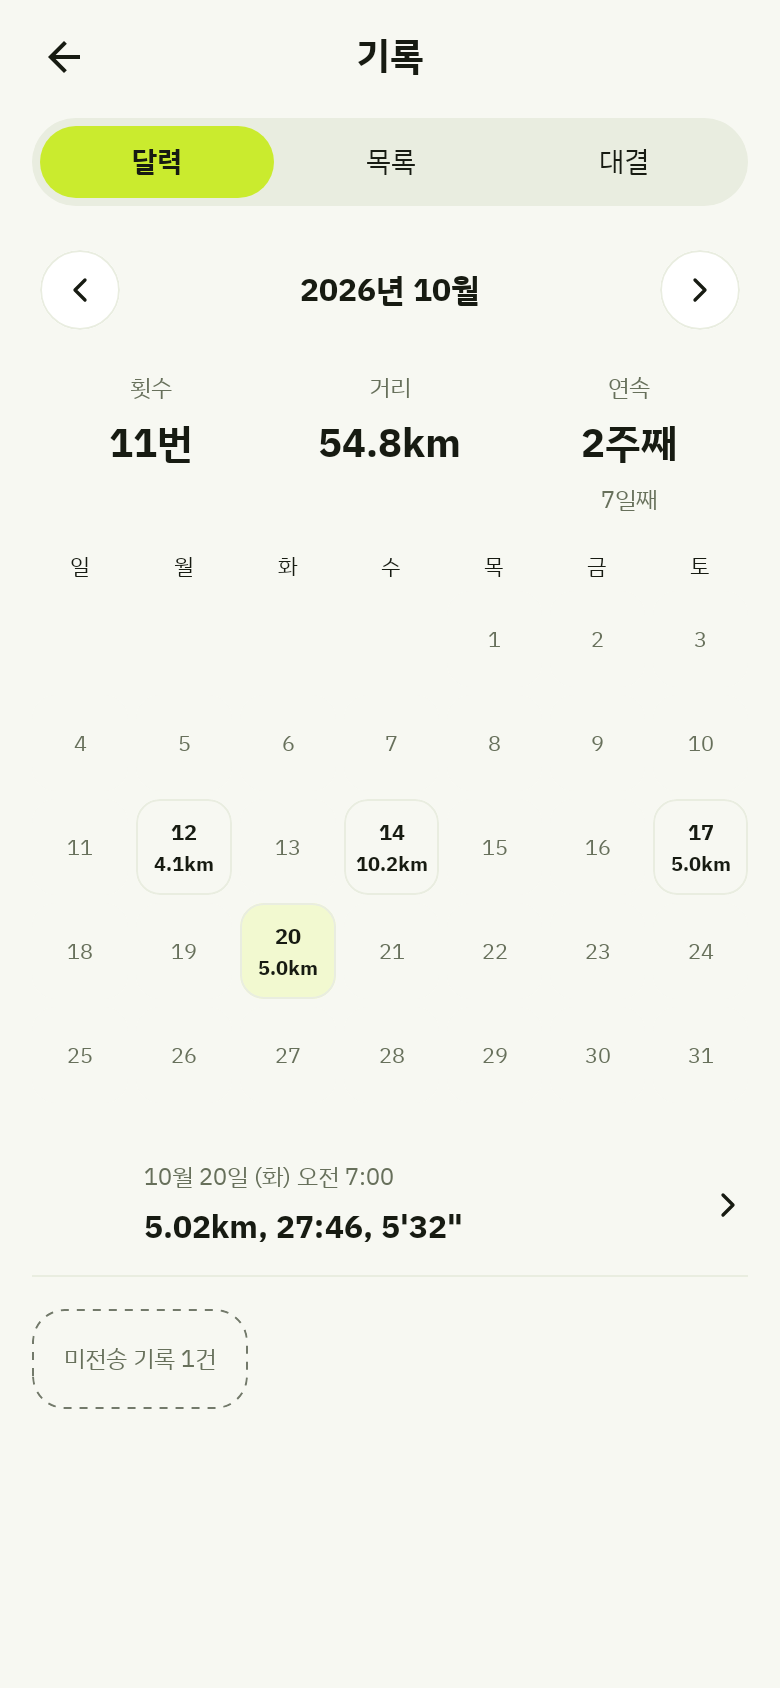 기록
달력 목록 대결
2026년 10월
횟수 거리 연속
11번 54.8km 2주째
7일째
일 월 화 수 목 금 토
1 2 3
4 5 6 7 8 9 10
11 12 13 14 15 16 17
4.1km 10.2km 5.0km
18 19 20 21 22 23 24
5.0km
25 26 27 28 29 30 31
10월 20일 (화) 오전 7:00
5.02km, 27:46, 5'32"
미전송 기록 1건